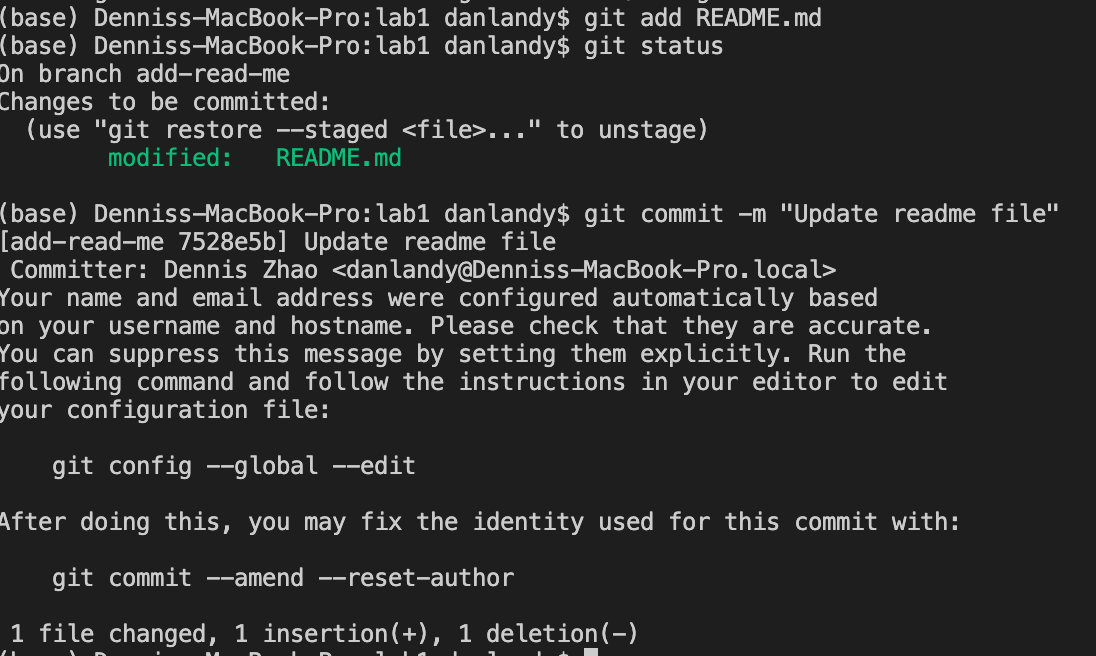 (base) Denniss-MacBook-Pro:lab1 danlandy$ git add README.md
(base) Denniss-MacBook-Pro:lab1 danlandy$ git status
On branch add-read-me
Changes to be committed:
  (use "git restore --staged <file>..." to unstage)
        modified:   README.md

(base) Denniss-MacBook-Pro:lab1 danlandy$ git commit -m "Update readme file"
[add-read-me 7528e5b] Update readme file
 Committer: Dennis Zhao <danlandy@Denniss-MacBook-Pro.local>
Your name and email address were configured automatically based
on your username and hostname. Please check that they are accurate.
You can suppress this message by setting them explicitly. Run the
following command and follow the instructions in your editor to edit
your configuration file:

    git config --global --edit

After doing this, you may fix the identity used for this commit with:

    git commit --amend --reset-author

 1 file changed, 1 insertion(+), 1 deletion(-)
(base) Denniss-MacBook-Pro:lab1 danlandy$